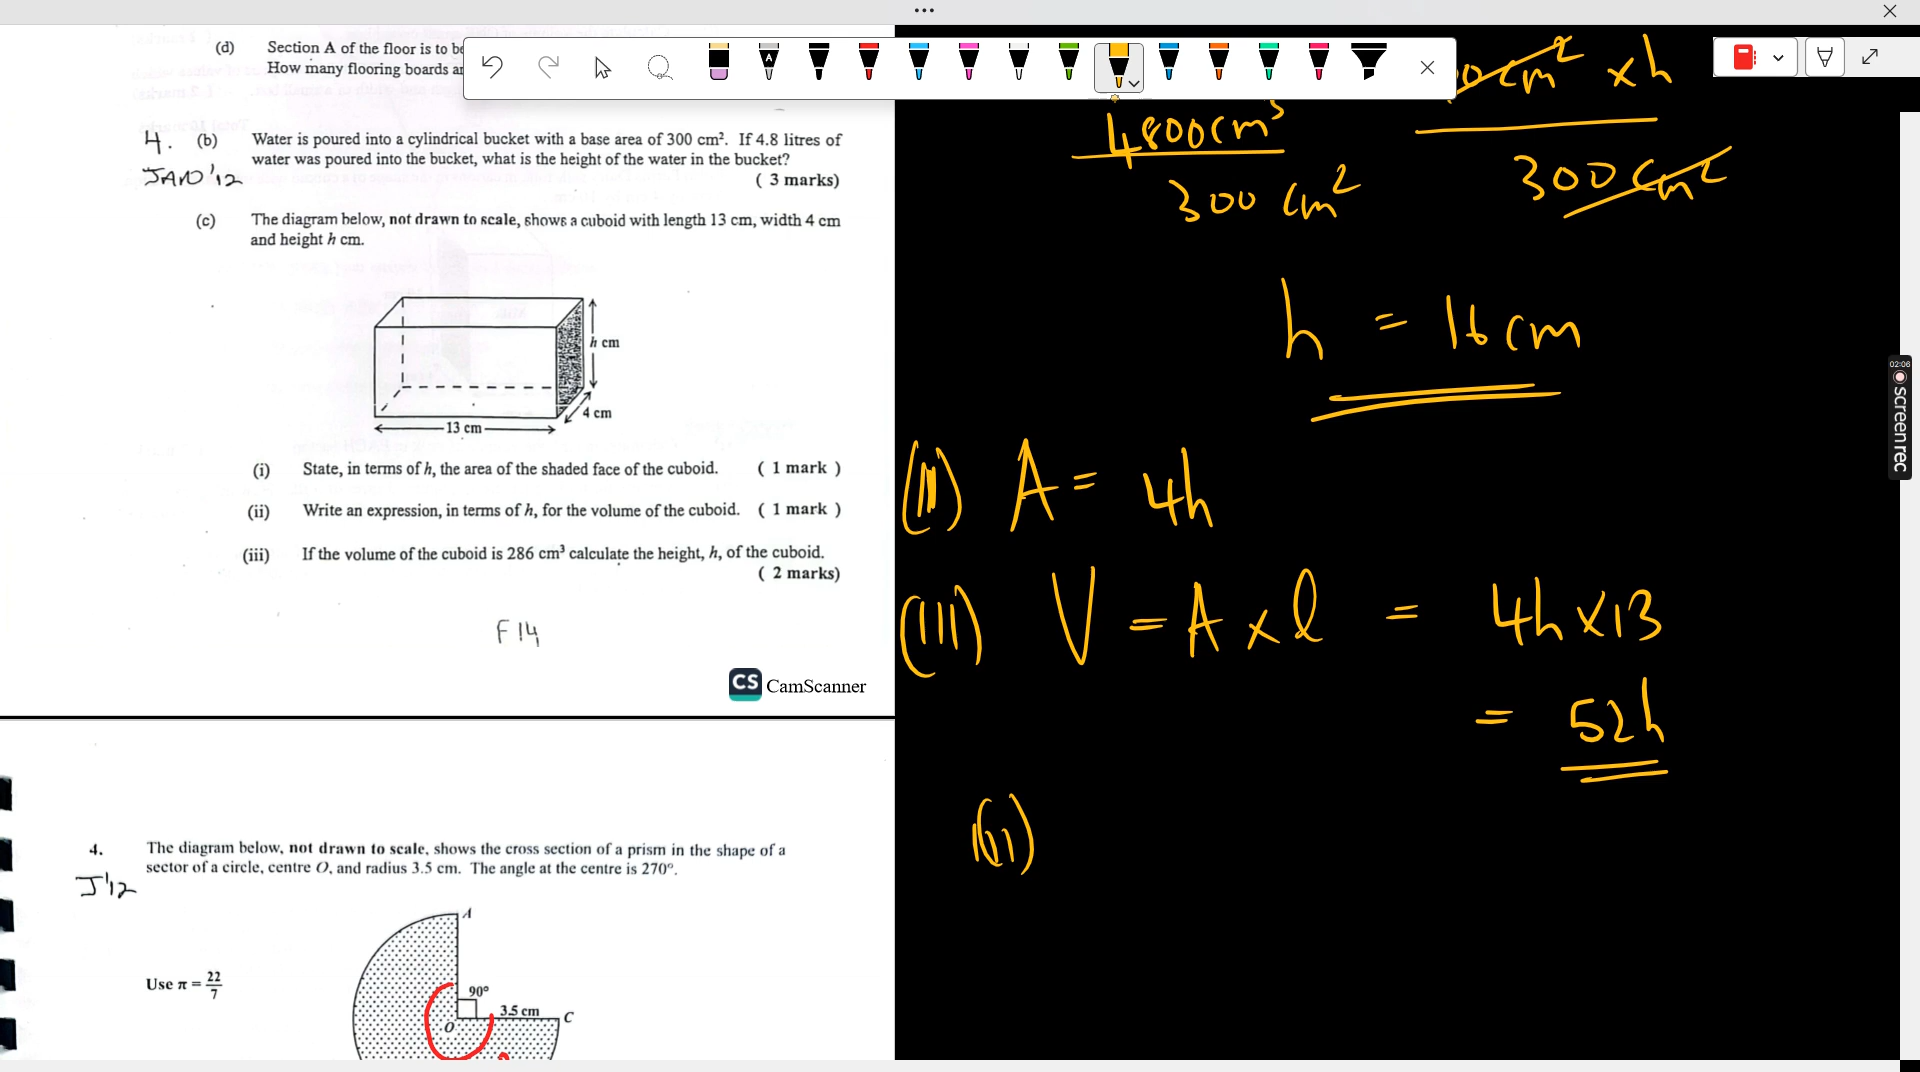 (d) Section A of the floor is to be
How many flooring boards ar
4. (b) Water is poured into a cylindrical bucket with a base area of 300 cm². If 4.8 litres of
JAN'12 water was poured into the bucket, what is the height of the water in the bucket?
( 3 marks)
(c) The diagram below, not drawn to scale, shows a cuboid with length 13 cm, width 4 cm
and height h cm.
h cm
4 cm
13 cm
(i) State, in terms of h, the area of the shaded face of the cuboid. ( 1 mark )
(ii) Write an expression, in terms of h, for the volume of the cuboid. ( 1 mark )
(iii) If the volume of the cuboid is 286 cm³ calculate the height, h, of the cuboid.
( 2 marks)
F14
CS CamScanner
4. The diagram below, not drawn to scale, shows the cross section of a prism in the shape of a
J'12 sector of a circle, centre O, and radius 3.5 cm. The angle at the centre is 270°.
A
Use π = 22/7
90°
3.5 cm
O
C
cm² x h
4800cm³
300 cm²
300 cm²
h = 16cm
(ii) A = 4h
(iii) V = A x l = 4h x 13
= 52h
02:06
screenrec